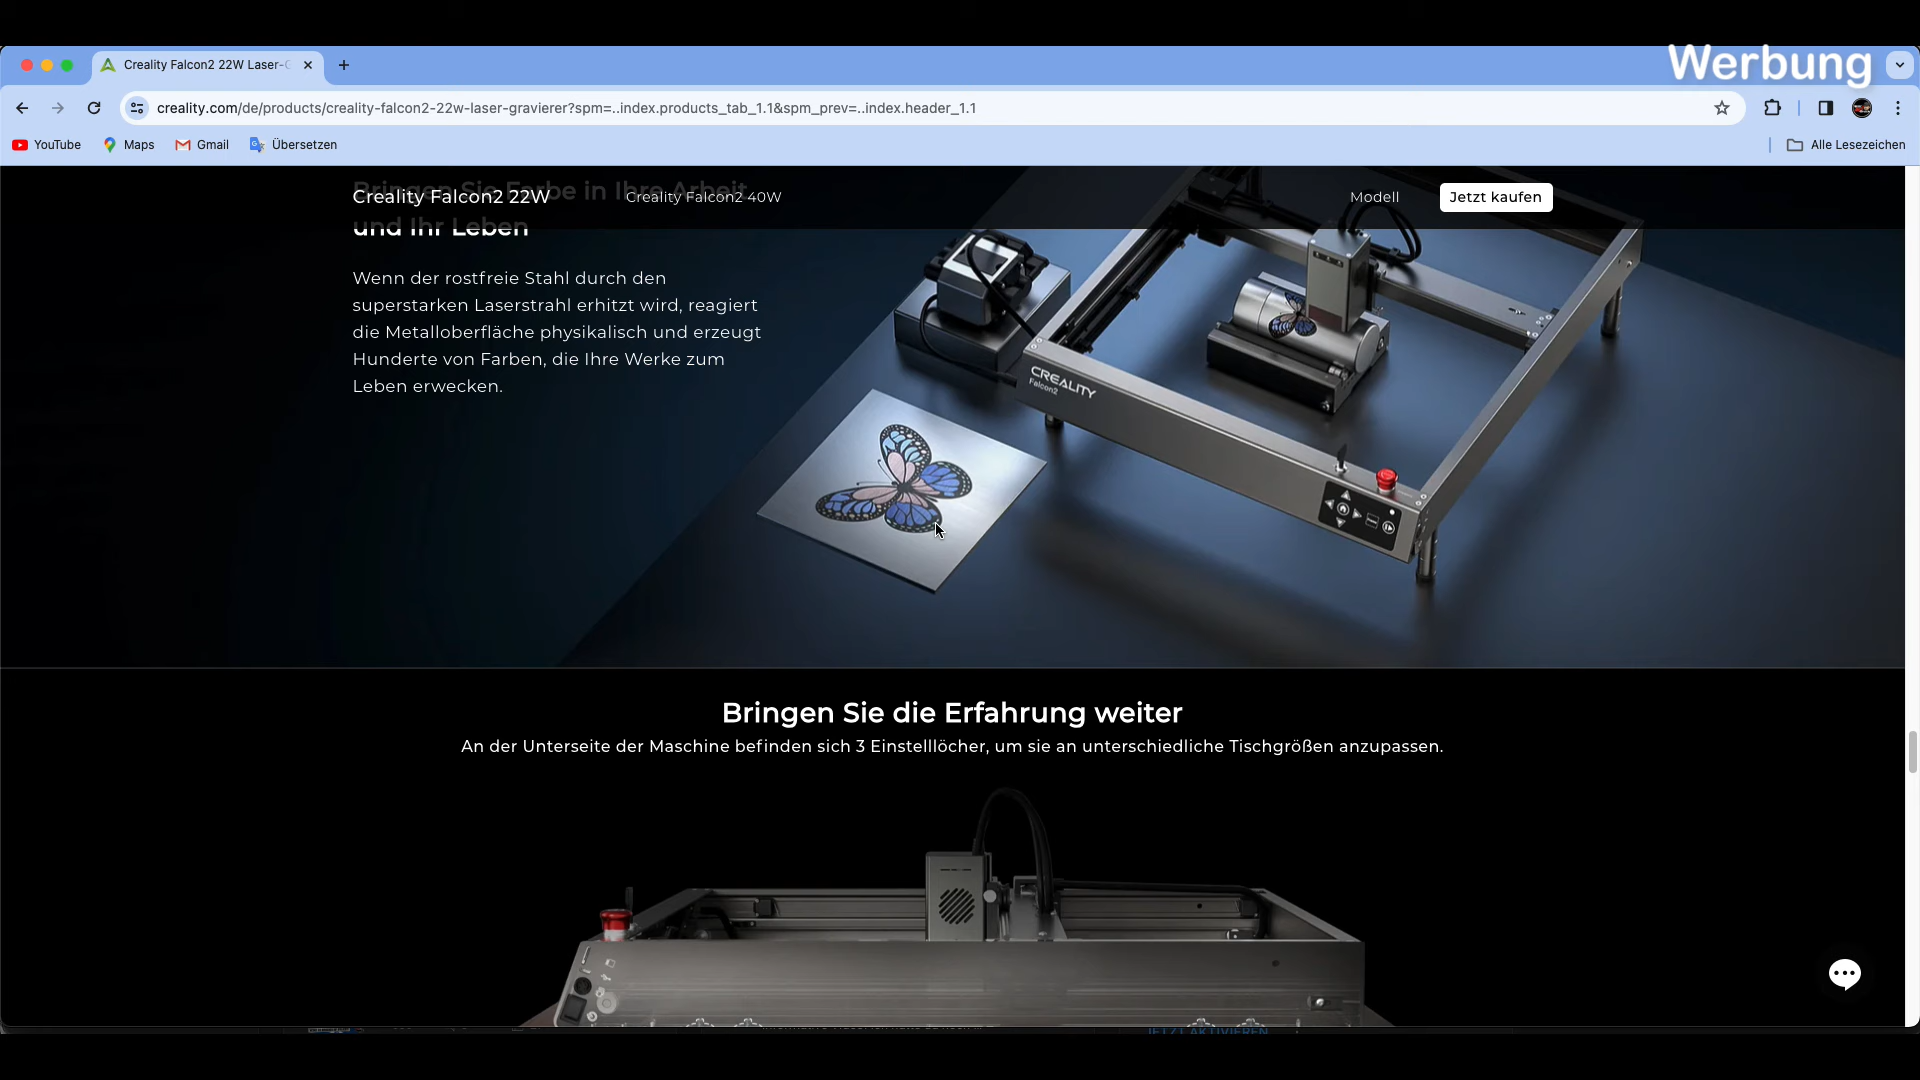 Werbung
Creality Falcon2 22W Laser-G
creality.com/de/products/creality-falcon2-22w-laser-gravierer?spm=..index.products_tab_1.1&spm_prev=..index.header_1.1
YouTube Maps Gmail Übersetzen Alle Lesezeichen
Bringen Sie Farbe in Ihre Arbeit
Creality Falcon2 22W Creality Falcon2 40W Modell Jetzt kaufen
und Ihr Leben
Wenn der rostfreie Stahl durch den
superstarken Laserstrahl erhitzt wird, reagiert
die Metalloberfläche physikalisch und erzeugt
Hunderte von Farben, die Ihre Werke zum
Leben erwecken.
CREALITY
Falcon2
Bringen Sie die Erfahrung weiter
An der Unterseite der Maschine befinden sich 3 Einstelllöcher, um sie an unterschiedliche Tischgrößen anzupassen.
JETZT AKTIVIEREN